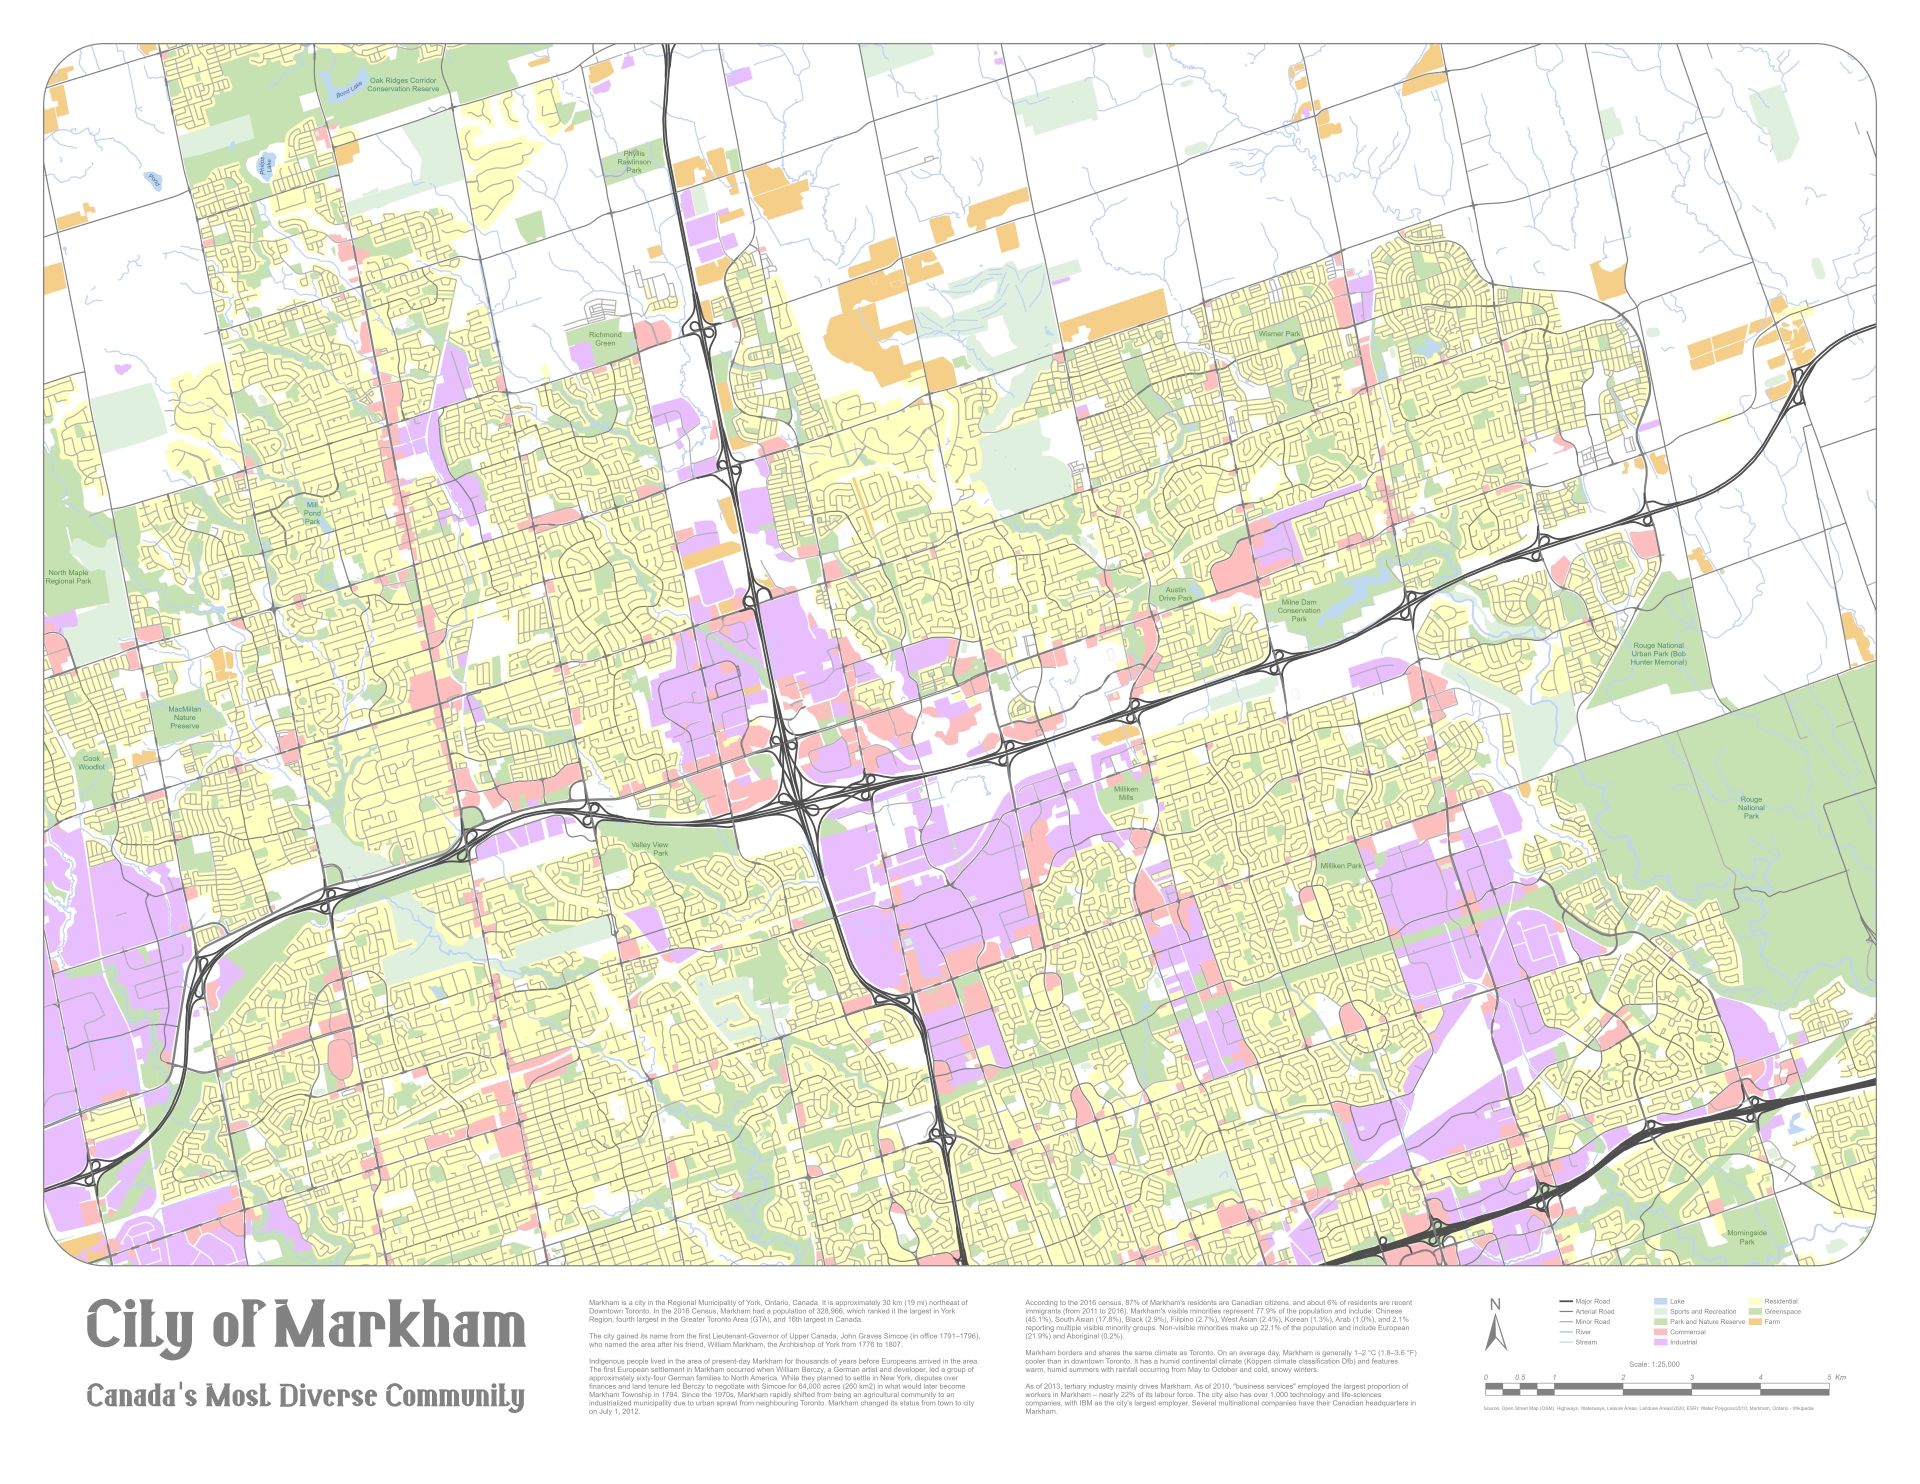 Oak Ridges Corridor
Conservation Reserve
Bond Lake
Philips
Lake
Pond
Phyllis
Rawlinson
Park
Richmond
Green
Wismer Park
Mill
Pond
Park
North Maple
Regional Park
Austin
Drive Park
Milne Dam
Conservation
Park
Rouge National
Urban Park (Bob
Hunter Memorial)
MacMillan
Nature
Preserve
Cook
Woodlot
Milliken
Mills
Rouge
National
Park
Valley View
Park
Milliken Park
Morningside
Park
City of Markham
Canada's Most Diverse Community
Markham is a city in the Regional Municipality of York, Ontario, Canada. It is approximately 30 km (19 mi) northeast of
Downtown Toronto. In the 2016 Census, Markham had a population of 328,966, which ranked it the largest in York
Region, fourth largest in the Greater Toronto Area (GTA), and 16th largest in Canada.
The city gained its name from the first Lieutenant-Governor of Upper Canada, John Graves Simcoe (in office 1791–1796),
who named the area after his friend, William Markham, the Archbishop of York from 1776 to 1807.
Indigenous people lived in the area of present-day Markham for thousands of years before Europeans arrived in the area.
The first European settlement in Markham occurred when William Berczy, a German artist and developer, led a group of
approximately sixty-four German families to North America. While they planned to settle in New York, disputes over
finances and land tenure led Berczy to negotiate with Simcoe for 64,000 acres (260 km2) in what would later become
Markham Township in 1794. Since the 1970s, Markham rapidly shifted from being an agricultural community to an
industrialized municipality due to urban sprawl from neighbouring Toronto. Markham changed its status from town to city
on July 1, 2012.
According to the 2016 census, 87% of Markham's residents are Canadian citizens, and about 6% of residents are recent
immigrants (from 2011 to 2016). Markham's visible minorities represent 77.9% of the population and include: Chinese
(45.1%), South Asian (17.8%), Black (2.9%), Filipino (2.7%), West Asian (2.4%), Korean (1.3%), Arab (1.0%), and 2.1%
reporting multiple visible minority groups. Non-visible minorities make up 22.1% of the population and include European
(21.9%) and Aboriginal (0.2%).
Markham borders and shares the same climate as Toronto. On an average day, Markham is generally 1–2 °C (1.8–3.6 °F)
cooler than in downtown Toronto. It has a humid continental climate (Köppen climate classification Dfb) and features
warm, humid summers with rainfall occurring from May to October and cold, snowy winters.
As of 2013, tertiary industry mainly drives Markham. As of 2010, "business services" employed the largest proportion of
workers in Markham – nearly 22% of its labour force. The city also has over 1,000 technology and life-sciences
companies, with IBM as the city's largest employer. Several multinational companies have their Canadian headquarters in
Markham.
N
Major Road
Arterial Road
Minor Road
River
Stream
Lake
Sports and Recreation
Park and Nature Reserve
Commercial
Industrial
Residential
Greenspace
Farm
Scale: 1:25,000
0 0.5 1 2 3 4 5 Km
Source: Open Street Map (OSM): Highways, Waterways, Leisure Areas, Landuse Areas/2020; ESRI: Water Polygons/2010; Markham, Ontario - Wikipedia